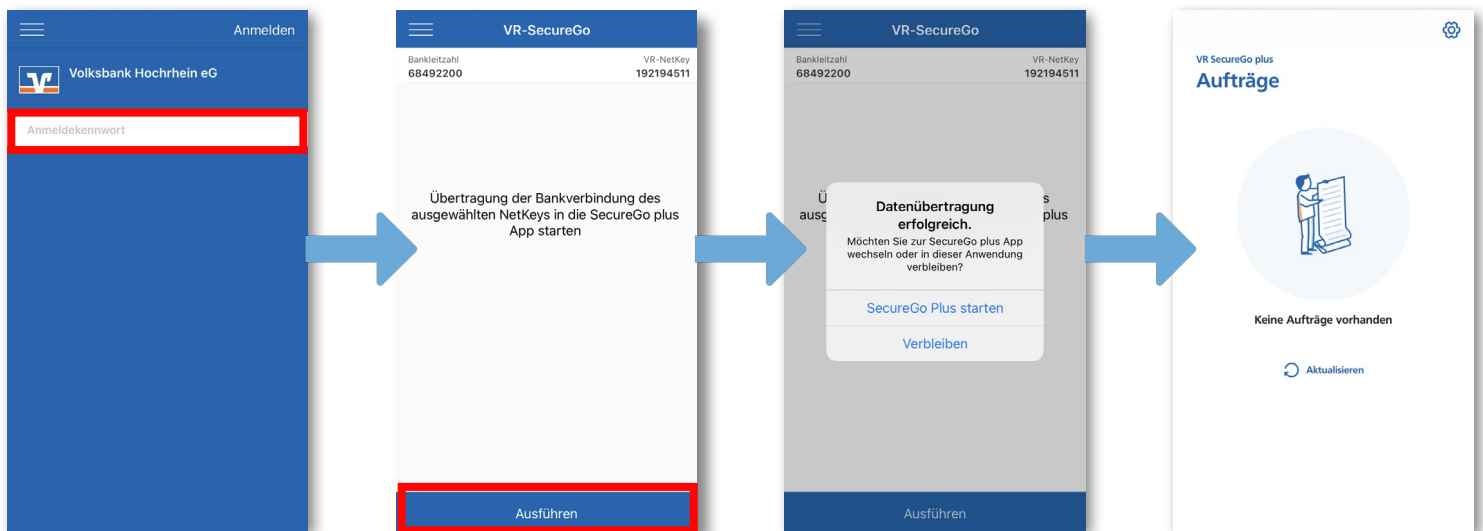 Anmelden
Volksbank Hochrhein eG
Anmeldekennwort
VR-SecureGo
Bankleitzahl VR-NetKey
68492200 192194511
Übertragung der Bankverbindung des
ausgewählten NetKeys in die SecureGo plus
App starten
Ausführen
VR-SecureGo
Bankleitzahl VR-NetKey
68492200 192194511
Ü s
ausg plus
Datenübertragung
erfolgreich.
Möchten Sie zur SecureGo plus App
wechseln oder in dieser Anwendung
verbleiben?
SecureGo Plus starten
Verbleiben
Ausführen
VR SecureGo plus
Aufträge
Keine Aufträge vorhanden
Aktualisieren